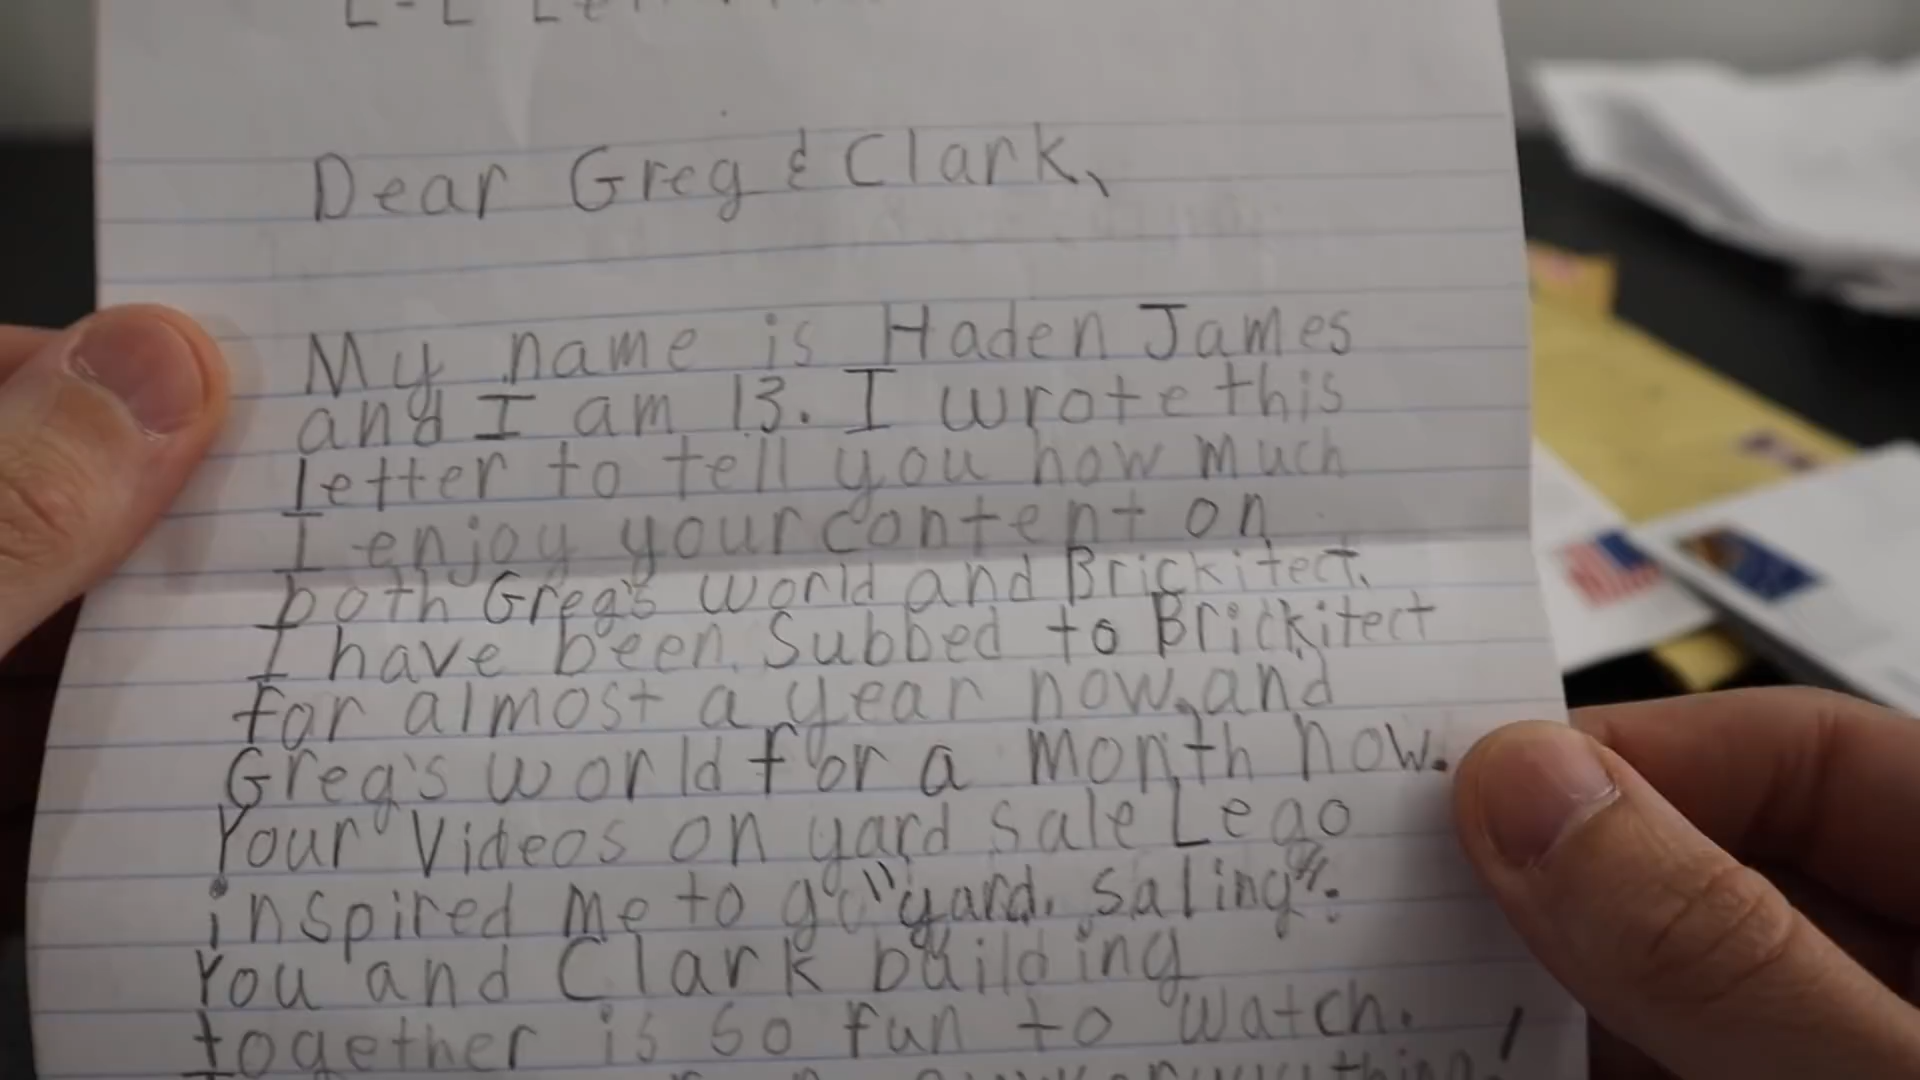 Dear Greg & Clark,
My name is Haden James
and I am 13. I wrote this
letter to tell you how much
I enjoy your content on
both Greg's world and Brickitect.
I have been Subbed to Brickitect
for almost a year now, and
Greg's world for a month now.
Your Videos on yard sale Lego
inspired me to go "yard saling".
You and Clark building
together is so fun to watch.